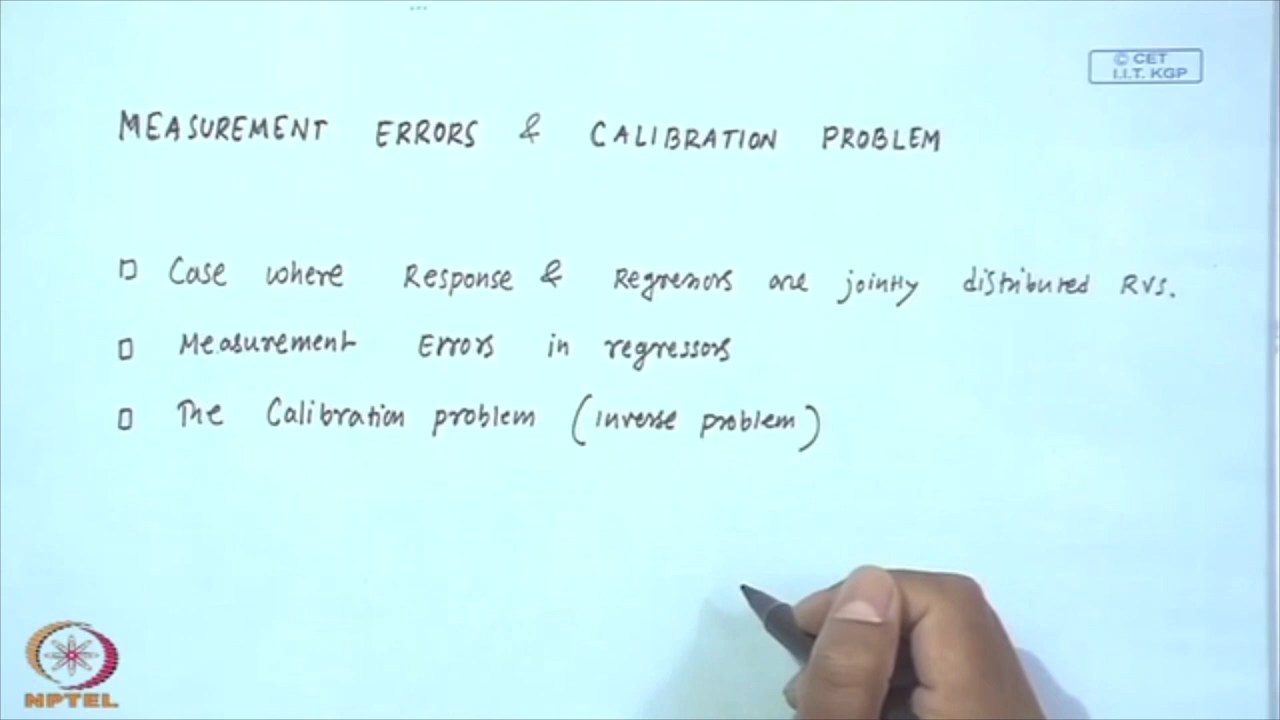 © CET
I.I.T. KGP
MEASUREMENT ERRORS & CALIBRATION PROBLEM
Case where Response & Regressors are jointly distributed RVs.
Measurement Errors in regressors
The Calibration problem (inverse problem)
NPTEL